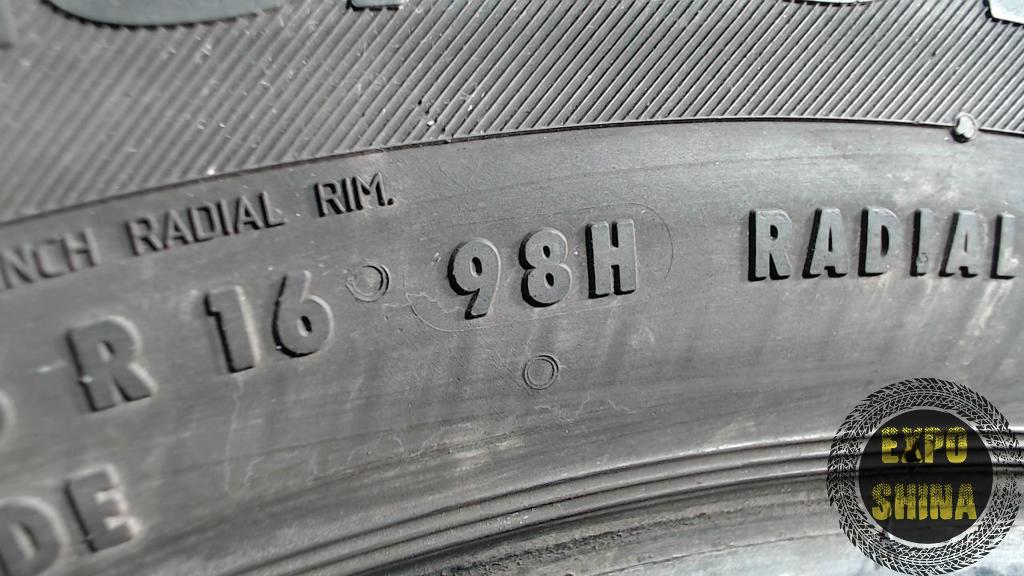 NCH RADIAL RIM.
R 16 98H RADIAL
DE
EXPO
SHINA